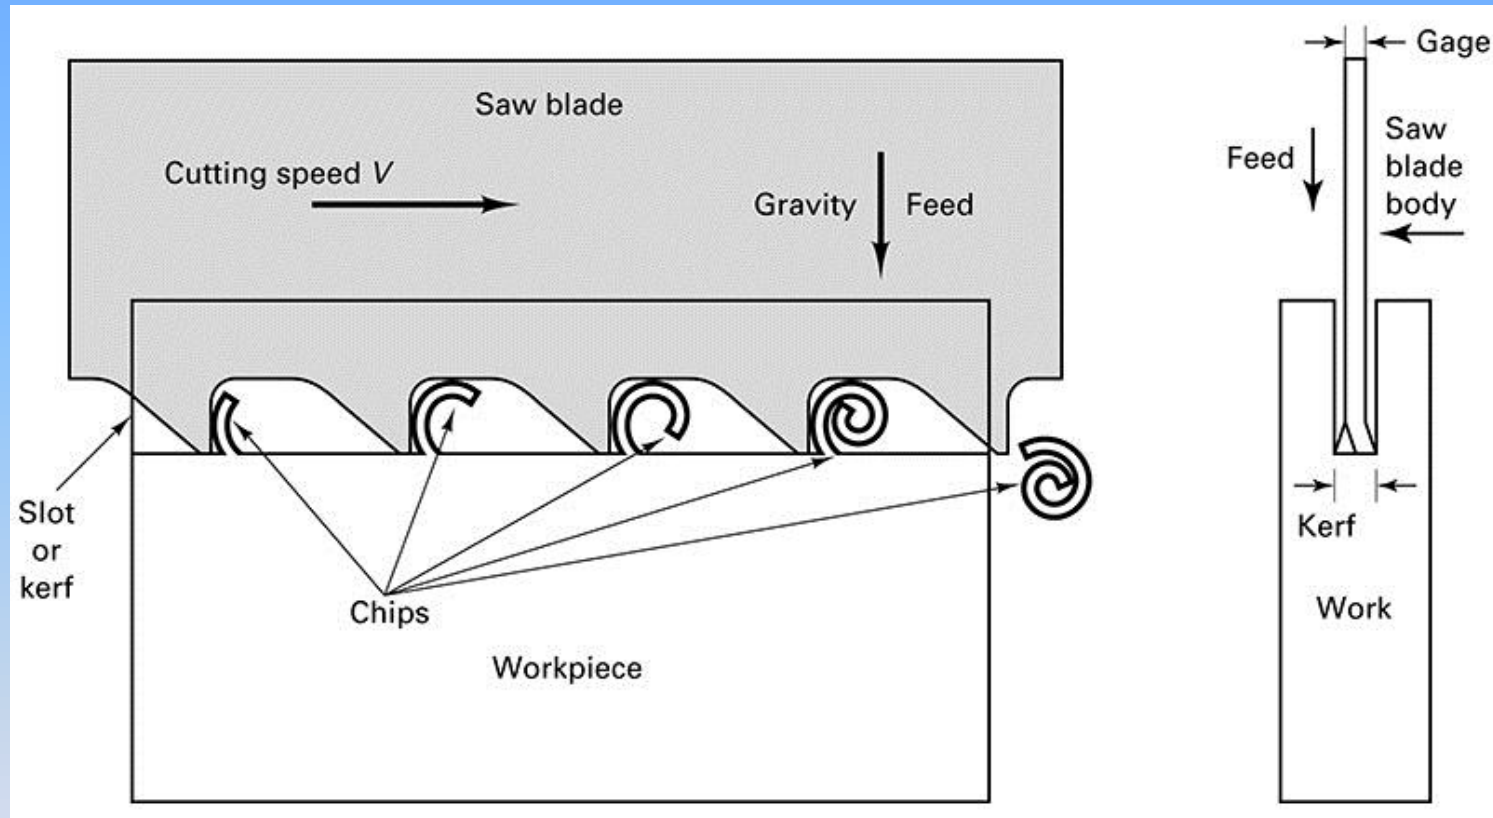 Saw blade
Cutting speed V
Gravity
Feed
Slot
or
kerf
Chips
Workpiece
Gage
Feed
Saw
blade
body
Kerf
Work